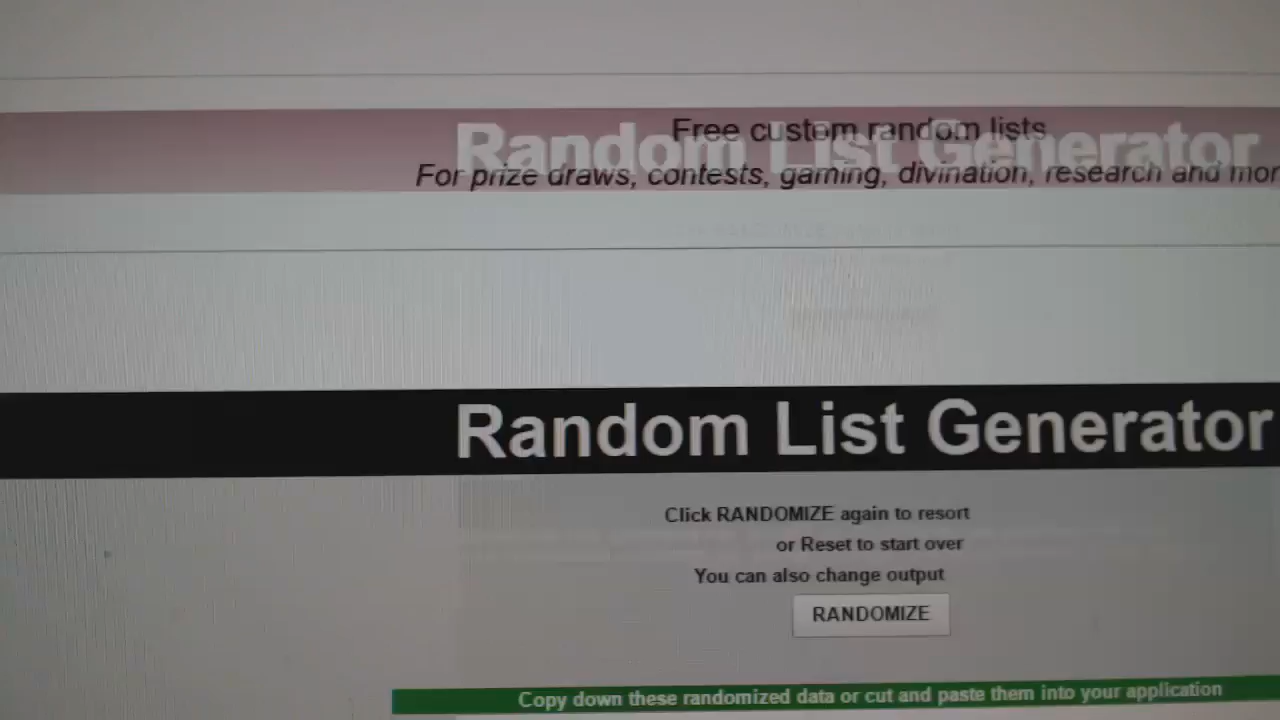 Free custom random lists
Random List Generator
For prize draws, contests, gaming, divination, research and mor
Random List Generator
Click RANDOMIZE again to resort
or Reset to start over
You can also change output
RANDOMIZE
Copy down these randomized data or cut and paste them into your application